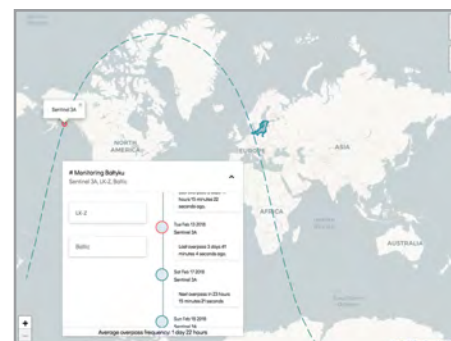 Sentinel 3A
NORTH
AMERICA
EUROPE
ASIA
AFRICA
AUSTRALIA
# Monitoring Bałtyku
Sentinel 3A, LK-2, Baltic
hours 15 minutes 22
seconds ago.
LK-2
Tue Feb 13 2018
Sentinel 3A
Baltic
Last overpass 3 days 41
minutes 4 seconds ago.
Sat Feb 17 2018
Sentinel 3A
Next overpass in 23 hours
15 minutes 21 seconds
Sun Feb 18 2018
Average overpass frequency: 1 day 22 hours
+
-